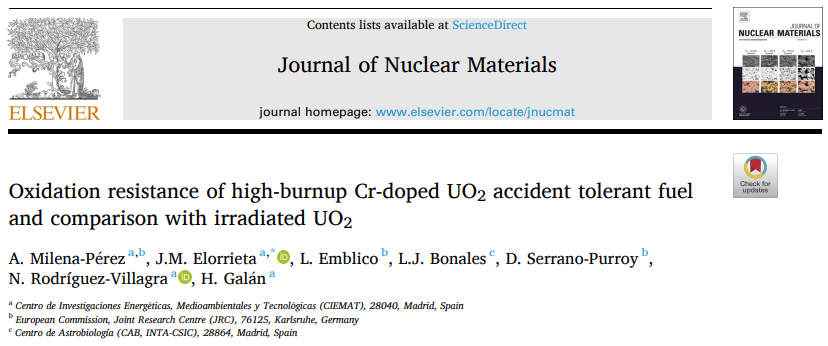 Contents lists available at ScienceDirect
Journal of Nuclear Materials
journal homepage: www.elsevier.com/locate/jnucmat
ELSEVIER
JOURNAL OF
NUCLEAR MATERIALS
Check for
updates
Oxidation resistance of high-burnup Cr-doped UO₂ accident tolerant fuel
and comparison with irradiated UO₂
A. Milena-Pérez ᵃ,ᵇ, J.M. Elorrieta ᵃ,*, L. Emblico ᵇ, L.J. Bonales ᶜ, D. Serrano-Purroy ᵇ,
N. Rodríguez-Villagra ᵃ, H. Galán ᵃ
ᵃ Centro de Investigaciones Energéticas, Medioambientales y Tecnológicas (CIEMAT), 28040, Madrid, Spain
ᵇ European Commission, Joint Research Centre (JRC), 76125, Karlsruhe, Germany
ᶜ Centro de Astrobiología (CAB, INTA-CSIC), 28864, Madrid, Spain